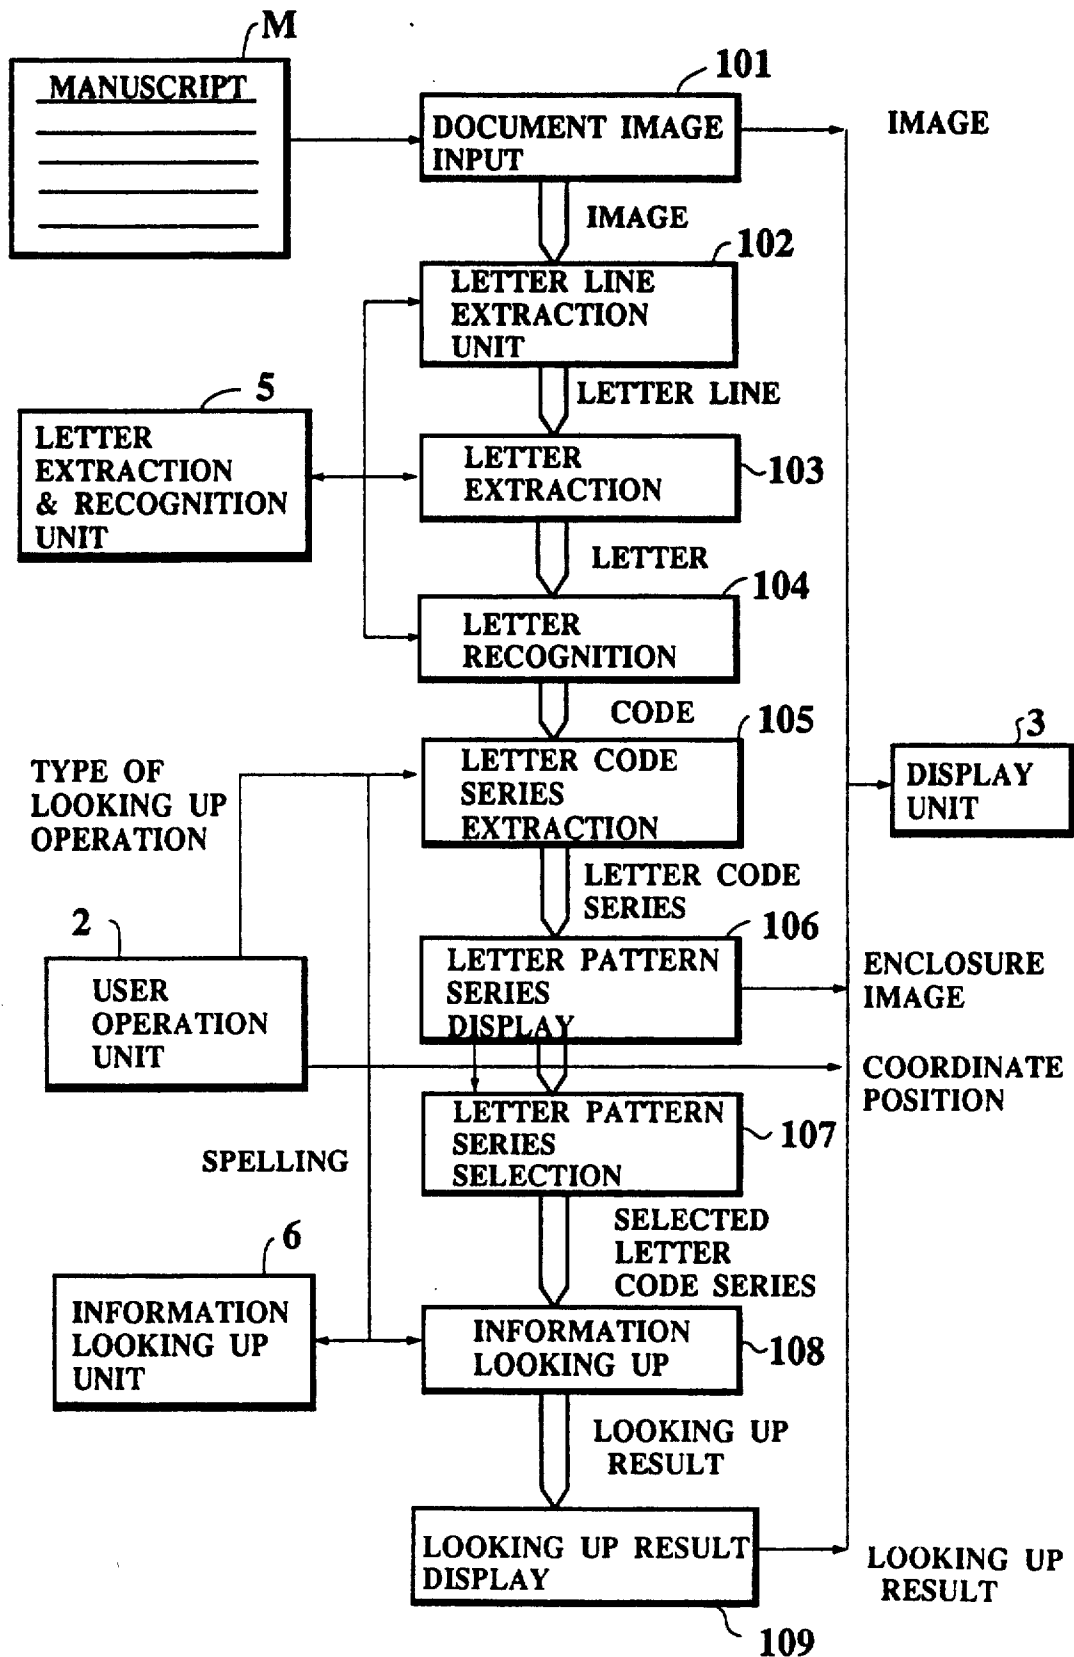 M
MANUSCRIPT
101
DOCUMENT IMAGE
INPUT
IMAGE
IMAGE
102
LETTER LINE
EXTRACTION
UNIT
LETTER LINE
5
LETTER
EXTRACTION
& RECOGNITION
UNIT
LETTER
EXTRACTION
103
LETTER
104
LETTER
RECOGNITION
CODE
105
LETTER CODE
SERIES
EXTRACTION
TYPE OF
LOOKING UP
OPERATION
3
DISPLAY
UNIT
LETTER CODE
SERIES
2
USER
OPERATION
UNIT
106
LETTER PATTERN
SERIES
DISPLAY
ENCLOSURE
IMAGE
COORDINATE
POSITION
LETTER PATTERN
SERIES
SELECTION
107
SPELLING
SELECTED
LETTER
CODE SERIES
6
INFORMATION
LOOKING UP
UNIT
INFORMATION
LOOKING UP
108
LOOKING UP
RESULT
LOOKING UP RESULT
DISPLAY
109
LOOKING UP
RESULT